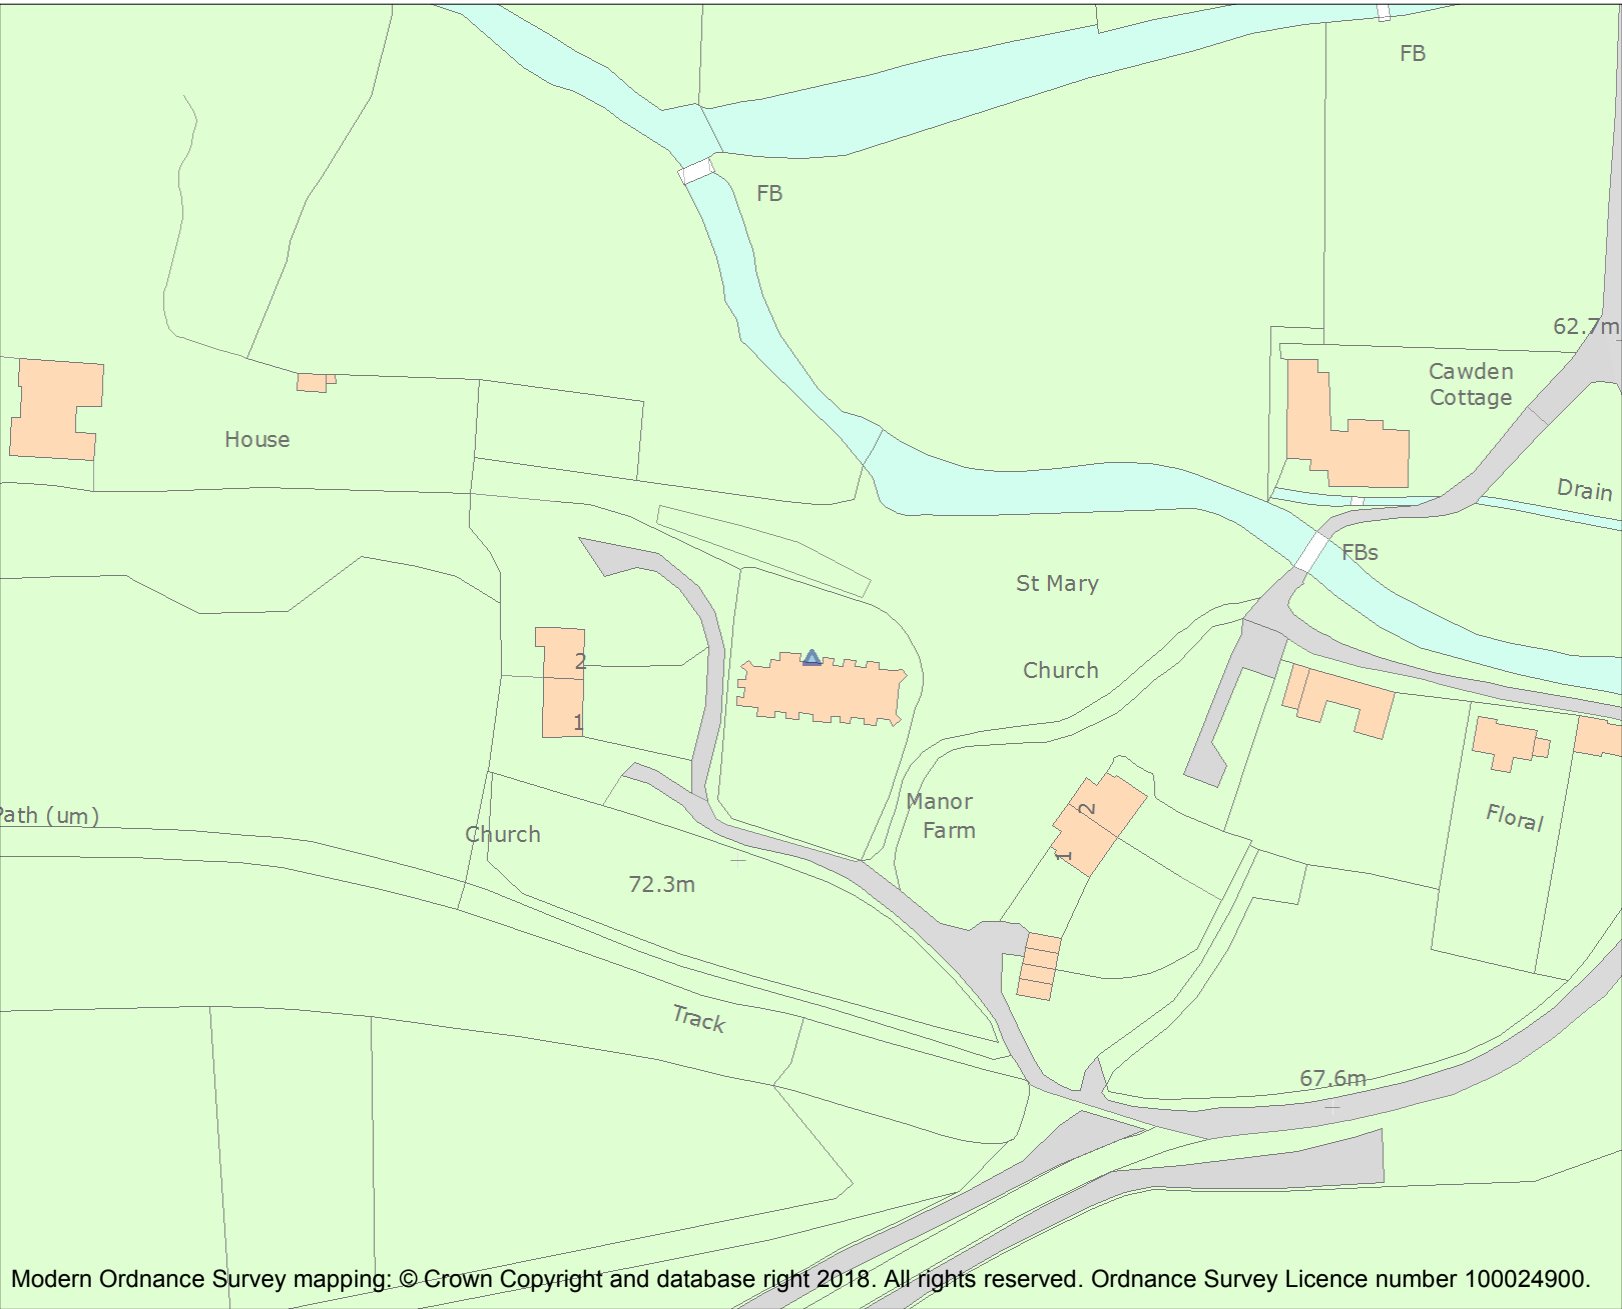 FB
FB
62.7m
Cawden
Cottage
House
Drain
FBs
St Mary
2
Church
1
Manor
Farm
2
Path (um)
Floral
Church
1
72.3m
Track
67.6m
Modern Ordnance Survey mapping: © Crown Copyright and database right 2018. All rights reserved. Ordnance Survey Licence number 100024900.